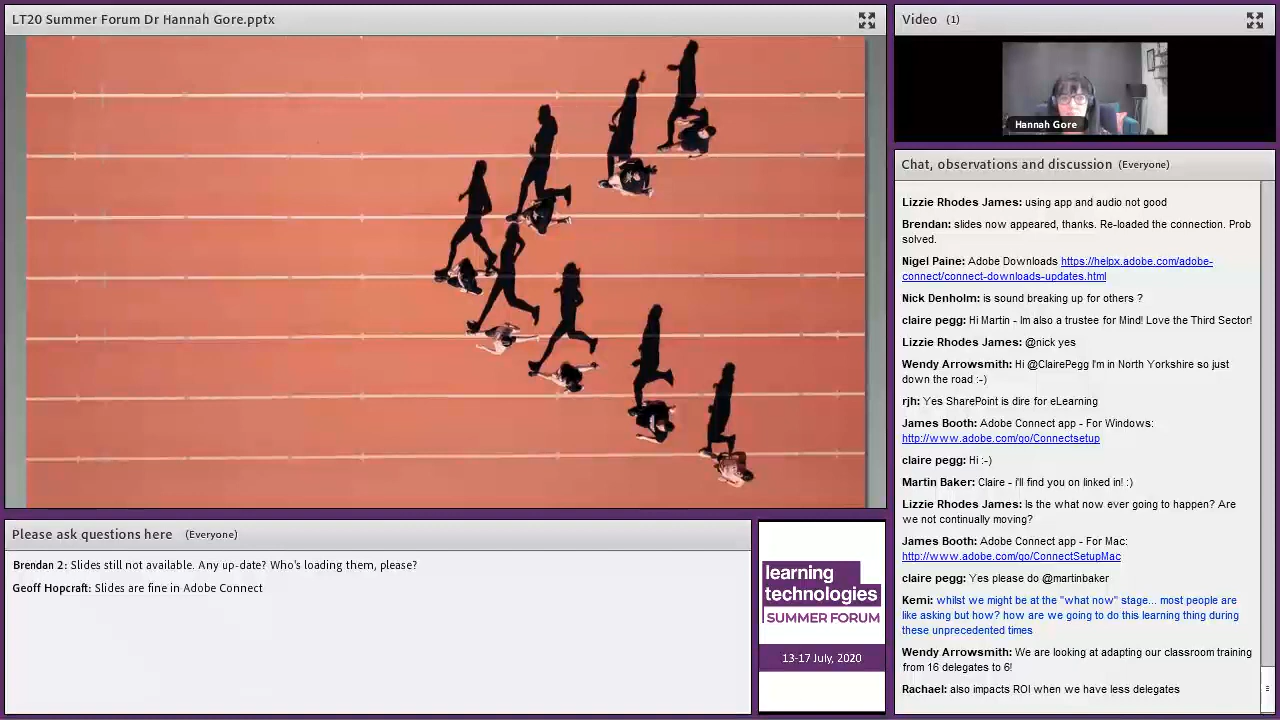 LT20 Summer Forum Dr Hannah Gore.pptx
Video (1)
Hannah Gore
Chat, observations and discussion (Everyone)
Lizzie Rhodes James: using app and audio not good
Brendan: slides now appeared, thanks. Re-loaded the connection. Prob
solved.
Nigel Paine: Adobe Downloads https://helpx.adobe.com/adobe-
connect/connect-downloads-updates.html
Nick Denholm: is sound breaking up for others ?
claire pegg: Hi Martin - Im also a trustee for Mind! Love the Third Sector!
Lizzie Rhodes James: @nick yes
Wendy Arrowsmith: Hi @ClairePegg I'm in North Yorkshire so just
down the road :-)
rjh: Yes SharePoint is dire for eLearning
James Booth: Adobe Connect app - For Windows:
http://www.adobe.com/go/Connectsetup
claire pegg: Hi :-)
Martin Baker: Claire - i'll find you on linked in! :)
Lizzie Rhodes James: Is the what now ever going to happen? Are
we not continually moving?
James Booth: Adobe Connect app - For Mac:
http://www.adobe.com/go/ConnectSetupMac
claire pegg: Yes please do @martinbaker
Kemi: whilst we might be at the "what now" stage... most people are
like asking but how? how are we going to do this learning thing during
these unprecedented times
Wendy Arrowsmith: We are looking at adapting our classroom training
from 16 delegates to 6!
Rachael: also impacts ROI when we have less delegates
Please ask questions here (Everyone)
Brendan 2: Slides still not available. Any up-date? Who's loading them, please?
Geoff Hopcraft: Slides are fine in Adobe Connect
learning
technologies
SUMMER FORUM
13-17 July, 2020